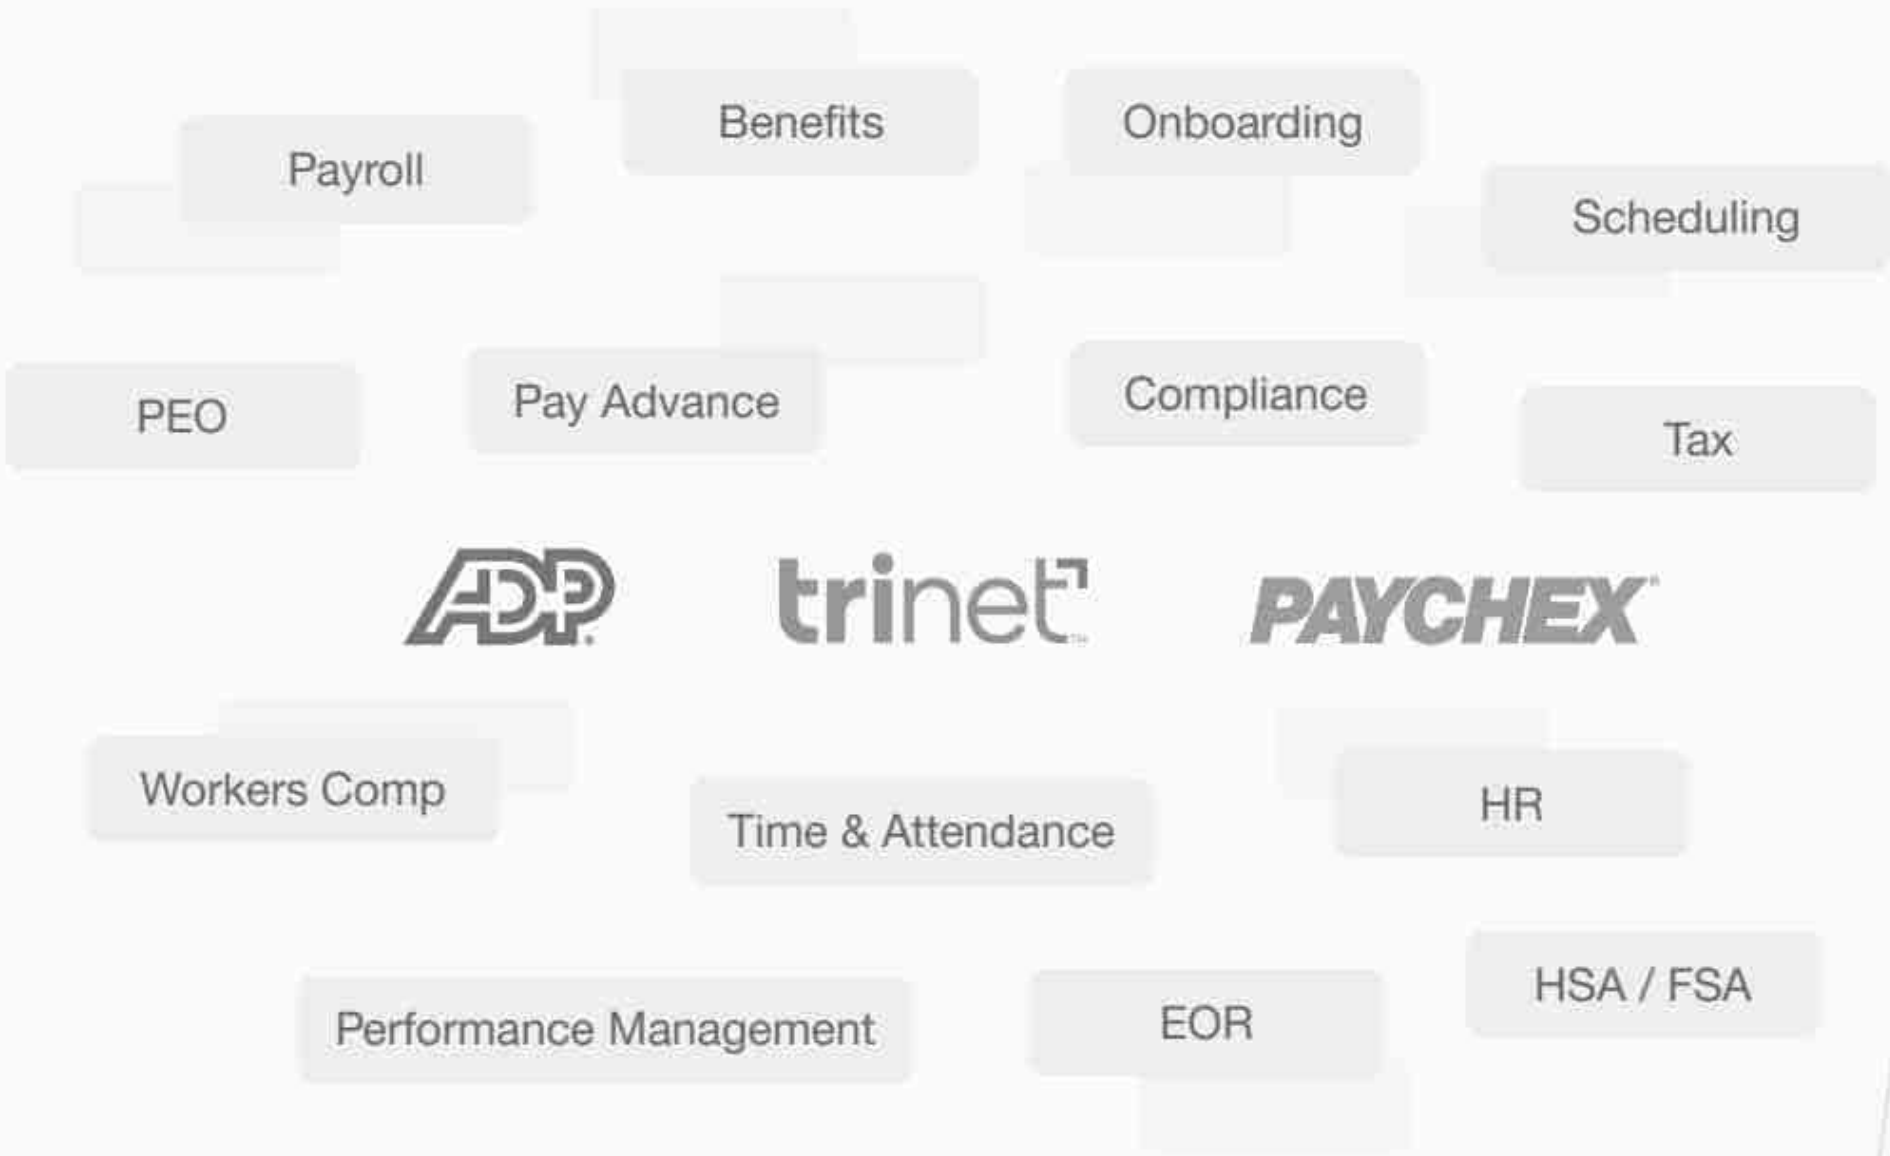 Benefits
Onboarding
Payroll
Scheduling
PEO
Pay Advance
Compliance
Tax
ADP
trinet™
PAYCHEX
Workers Comp
Time & Attendance
HR
Performance Management
EOR
HSA / FSA